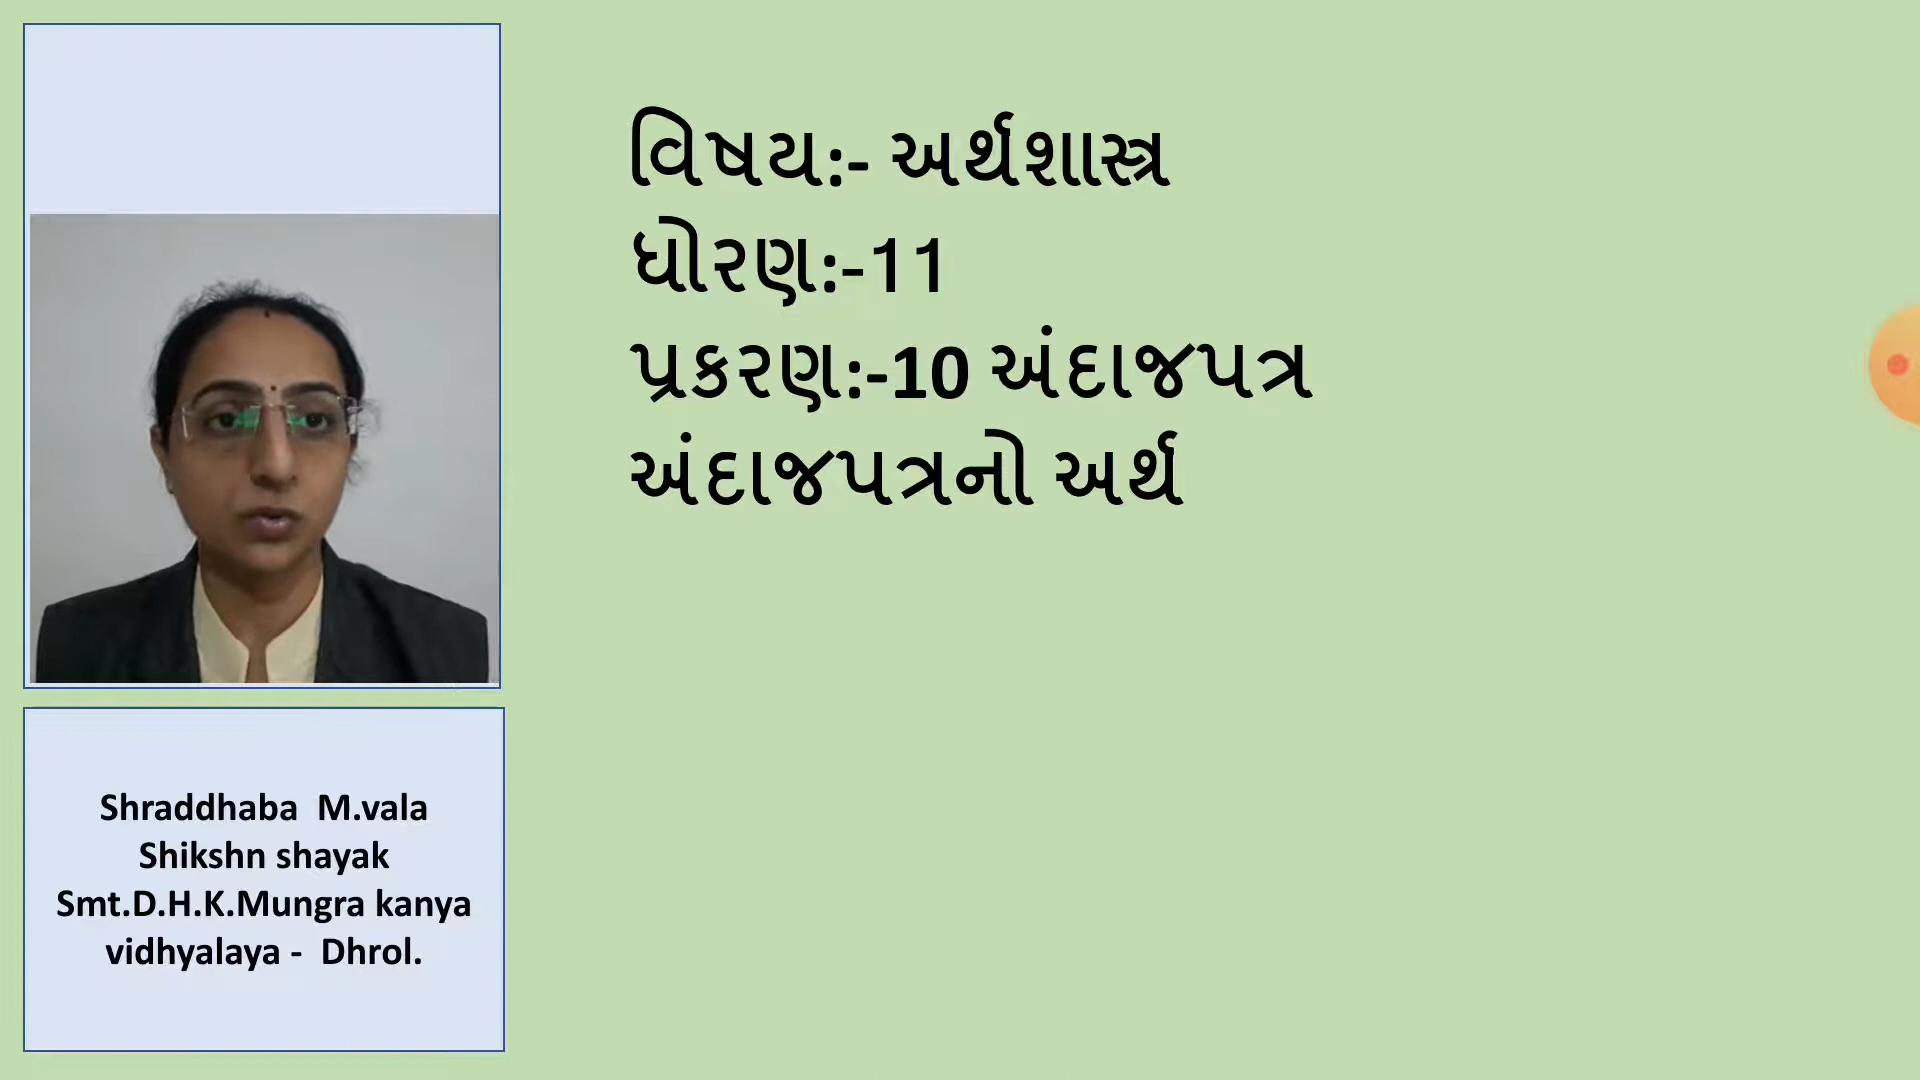 વિષય:- અર્થશાસ્ત્ર
ધોરણ:-11
પ્રકરણ:-10 અંદાજપત્ર
અંદાજપત્રનો અર્થ
Shraddhaba M.vala
Shikshn shayak
Smt.D.H.K.Mungra kanya
vidhyalaya - Dhrol.